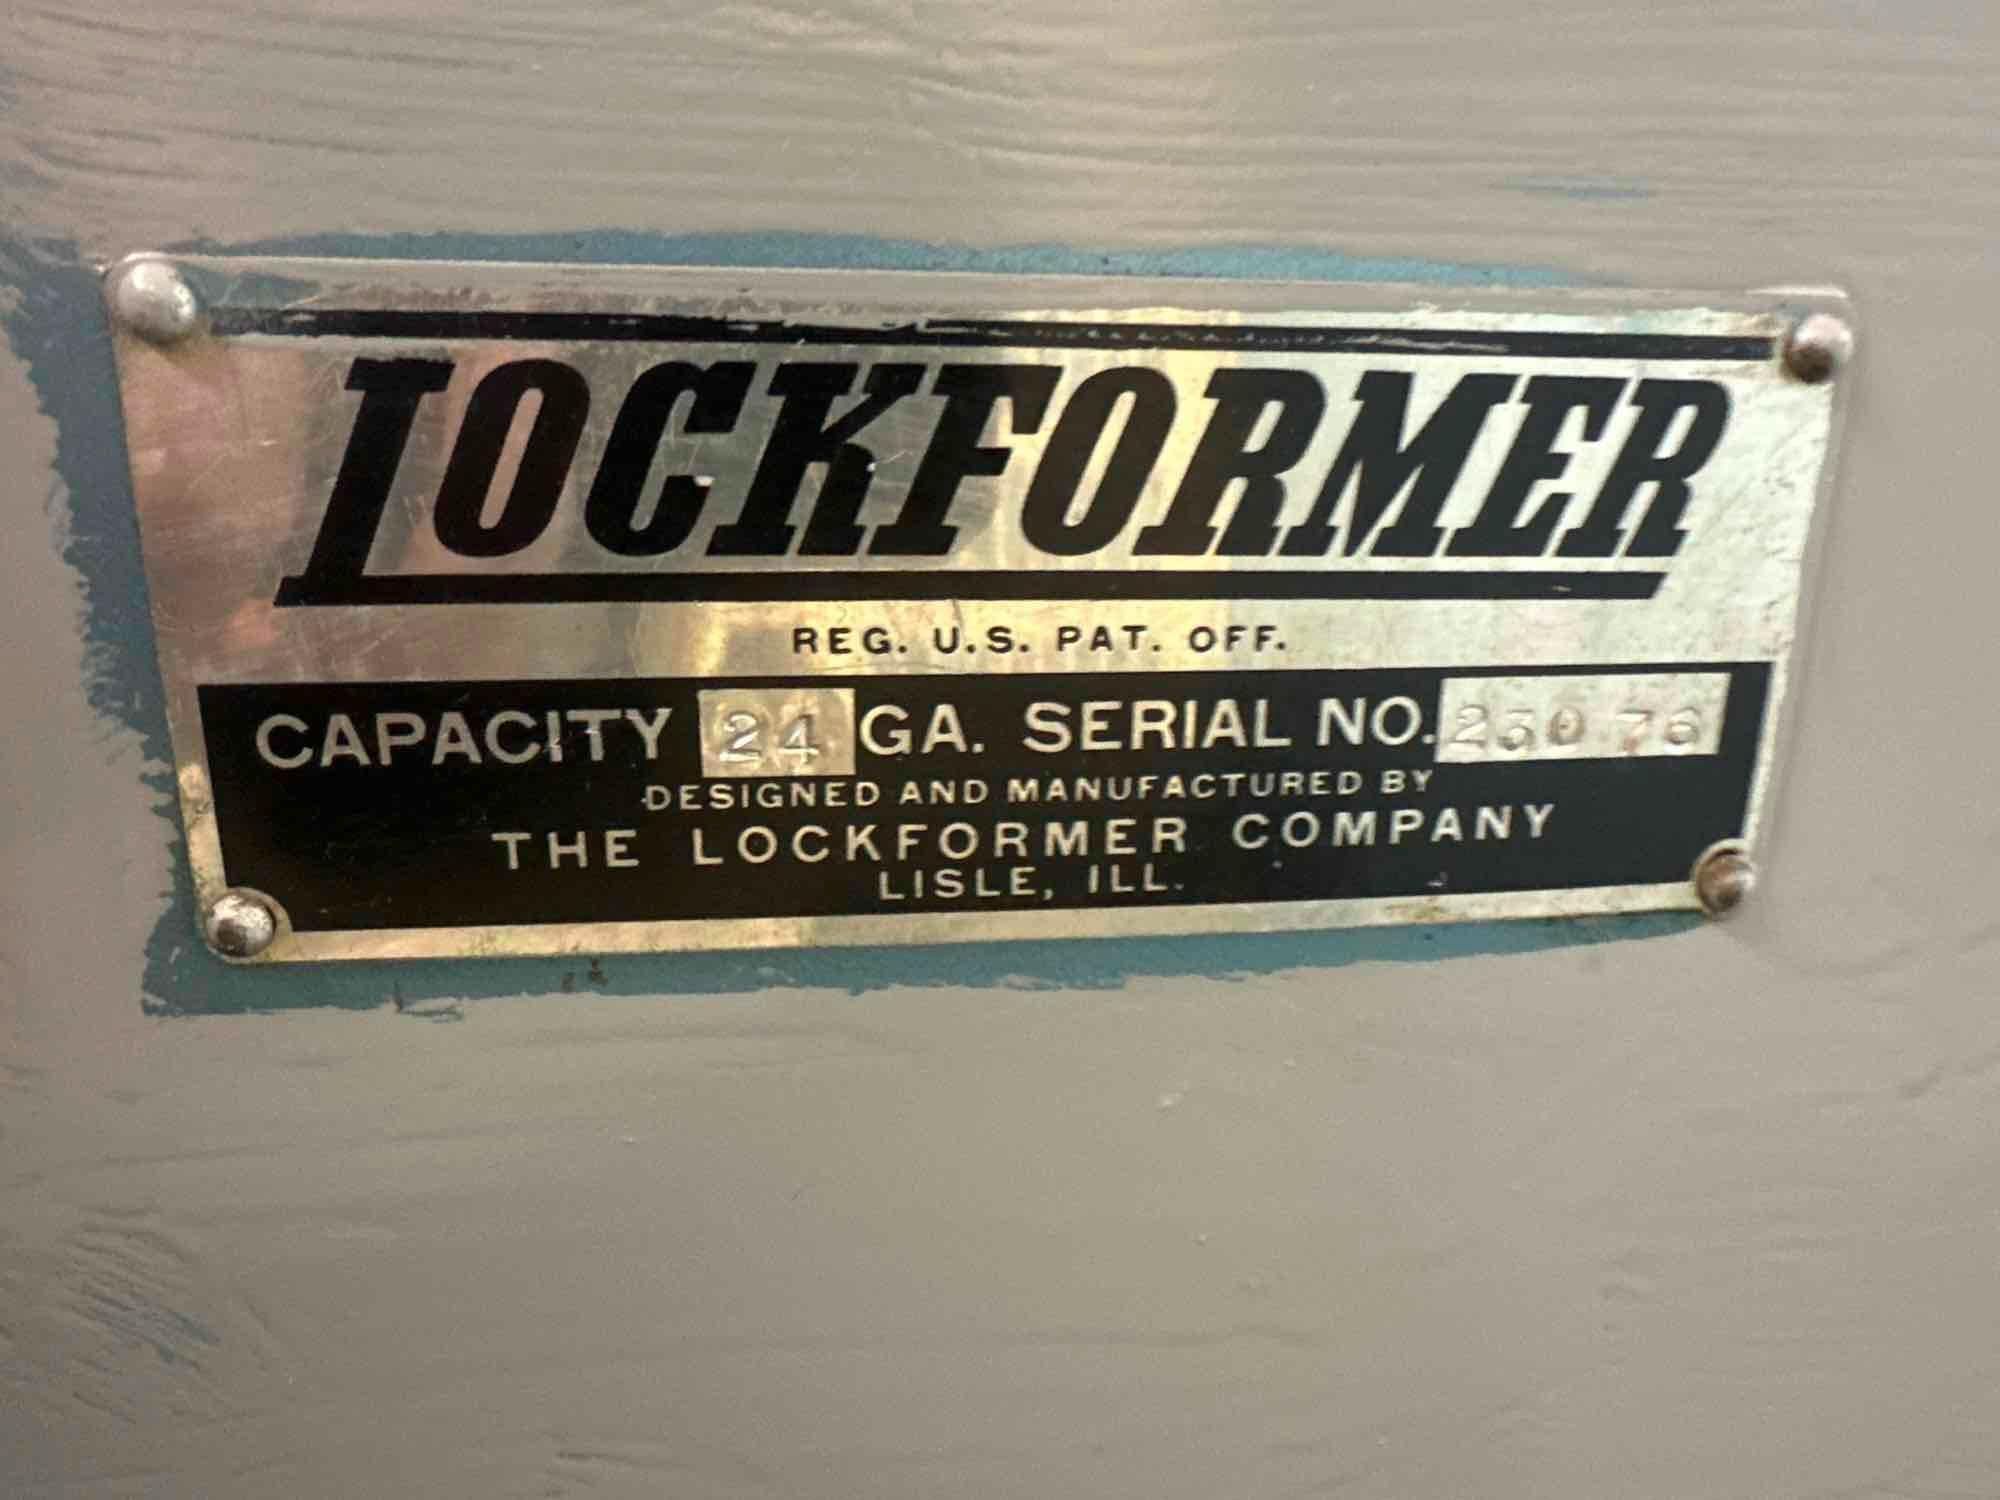 LOCKFORMER
REG. U.S. PAT. OFF.
CAPACITY 24 GA. SERIAL NO. 23076
DESIGNED AND MANUFACTURED BY
THE LOCKFORMER COMPANY
LISLE, ILL.